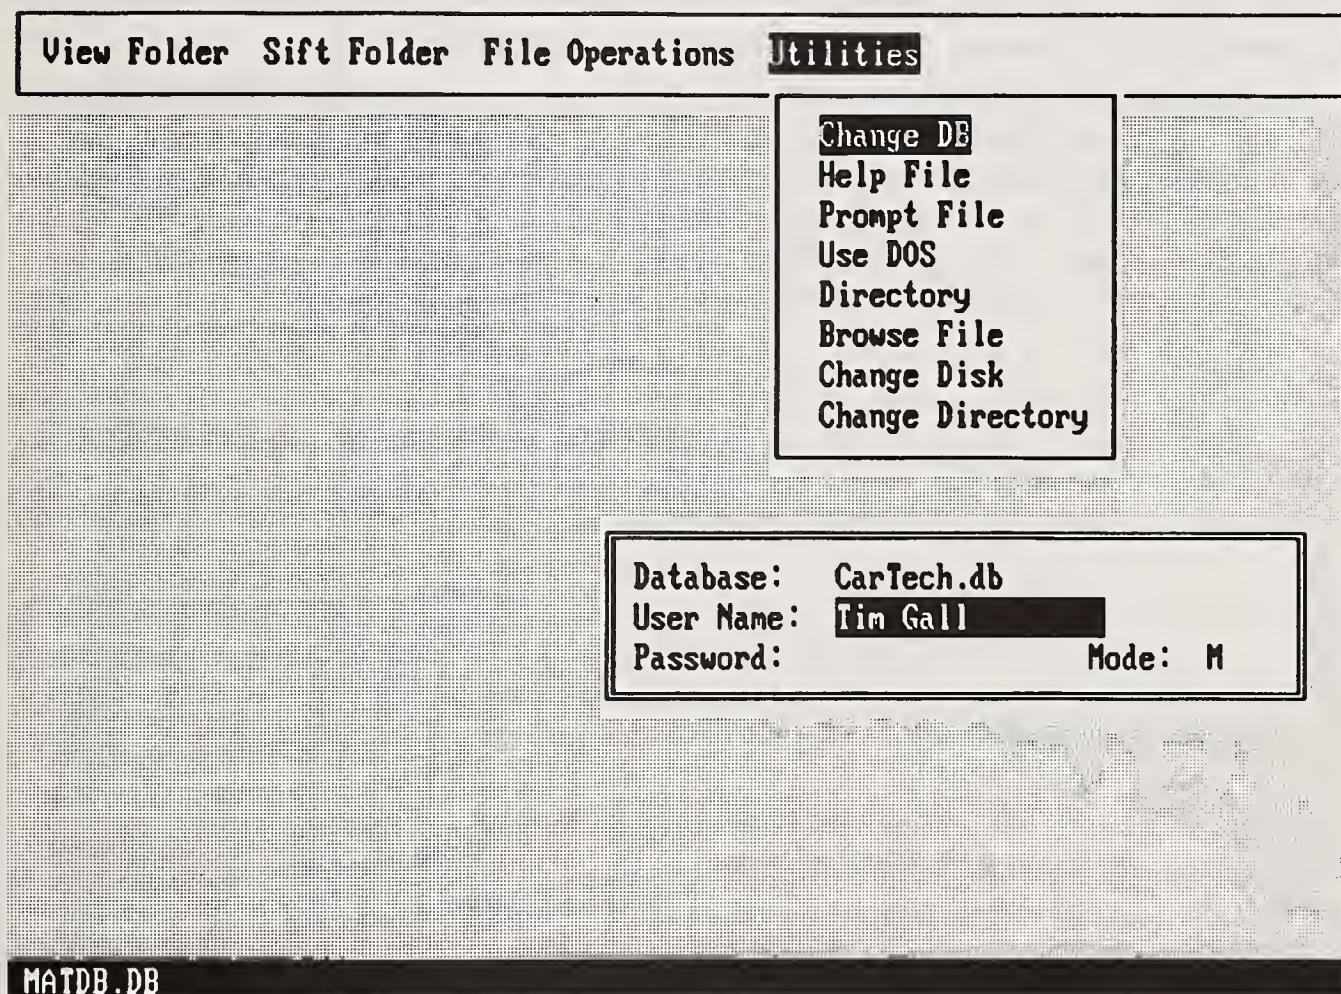 View Folder Sift Folder File Operations Utilities
Change DB
Help File
Prompt File
Use DOS
Directory
Browse File
Change Disk
Change Directory
Database: CarTech.db
User Name: Tim Gall
Password: Mode: M
MATDB.DB